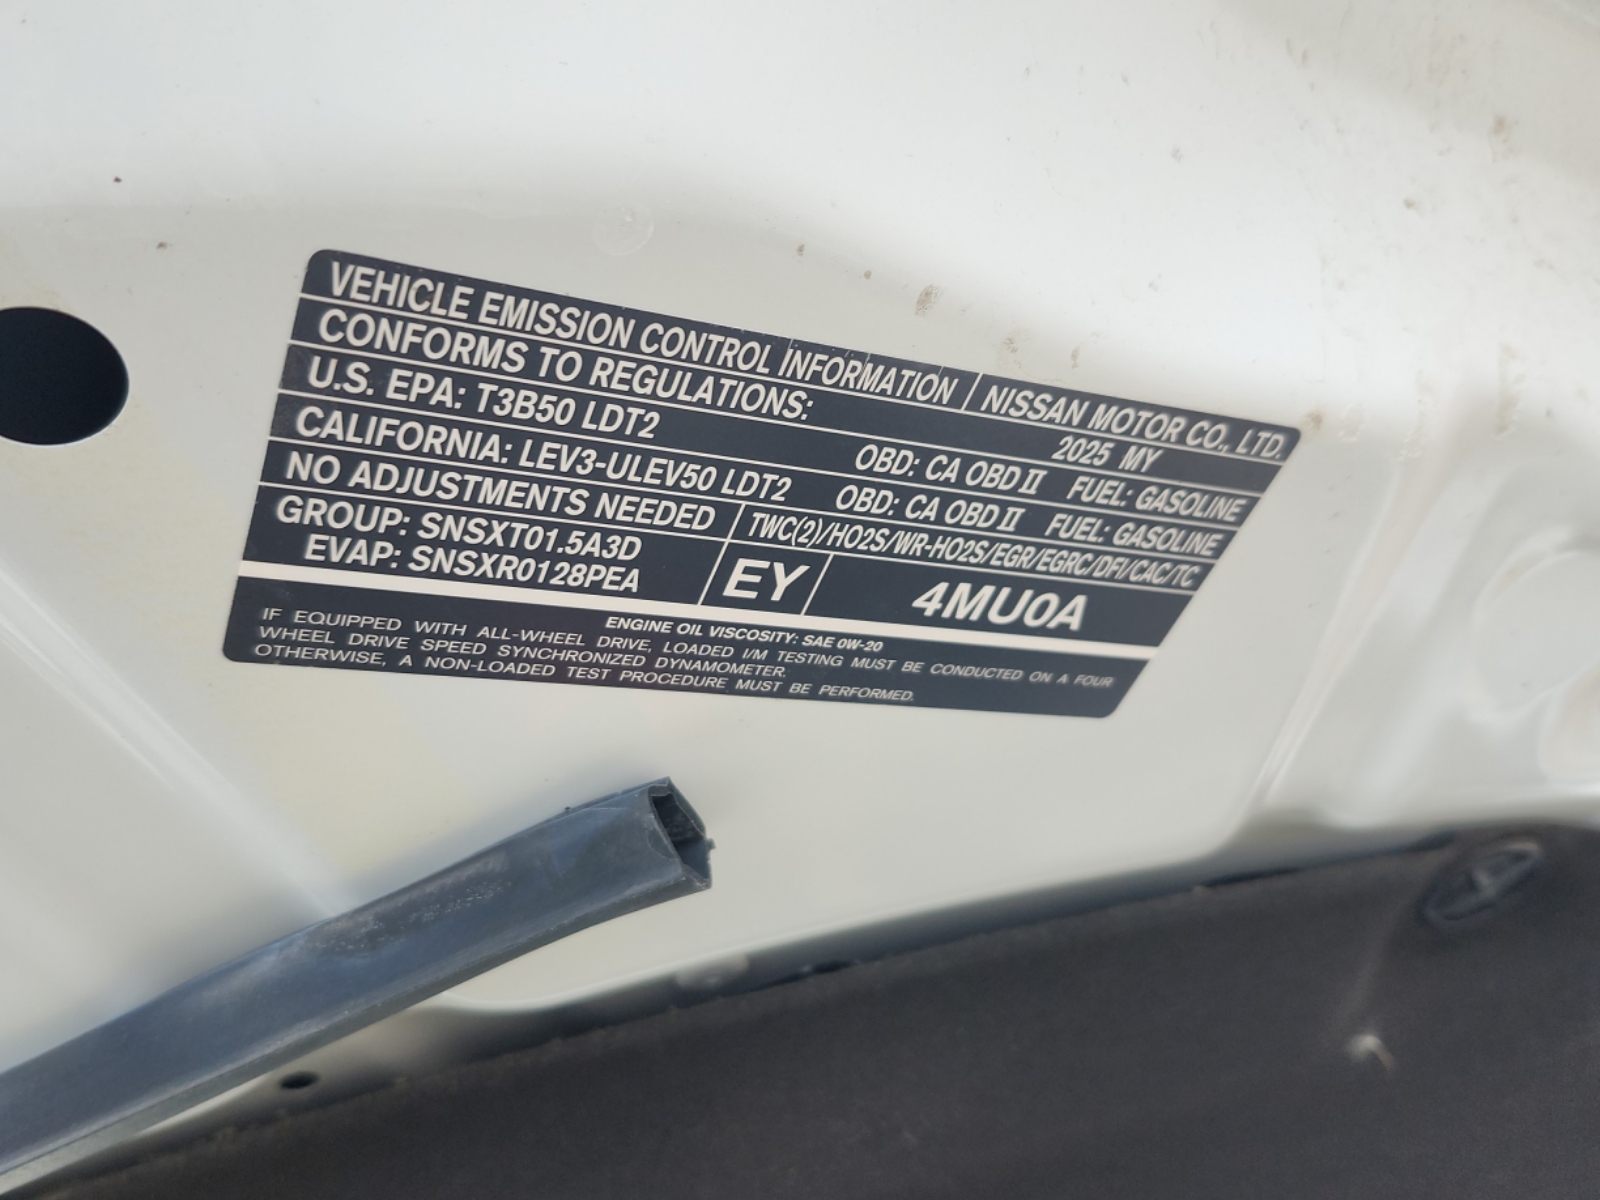 VEHICLE EMISSION CONTROL INFORMATION / NISSAN MOTOR CO., LTD.
CONFORMS TO REGULATIONS: 2025 MY
U.S. EPA: T3B50 LDT2 OBD: CA OBD II FUEL: GASOLINE
CALIFORNIA: LEV3-ULEV50 LDT2 OBD: CA OBD II FUEL: GASOLINE
NO ADJUSTMENTS NEEDED TWC(2)/HO2S/WR-HO2S/EGR/EGRC/DFI/CAC/TC
GROUP: SNSXT01.5A3D
EVAP: SNSXR0128PEA
EY
4MU0A
ENGINE OIL VISCOSITY: SAE 0W-20
IF EQUIPPED WITH ALL-WHEEL DRIVE, LOADED I/M TESTING MUST BE CONDUCTED ON A FOUR
WHEEL DRIVE SPEED SYNCHRONIZED DYNAMOMETER.
OTHERWISE, A NON-LOADED TEST PROCEDURE MUST BE PERFORMED.